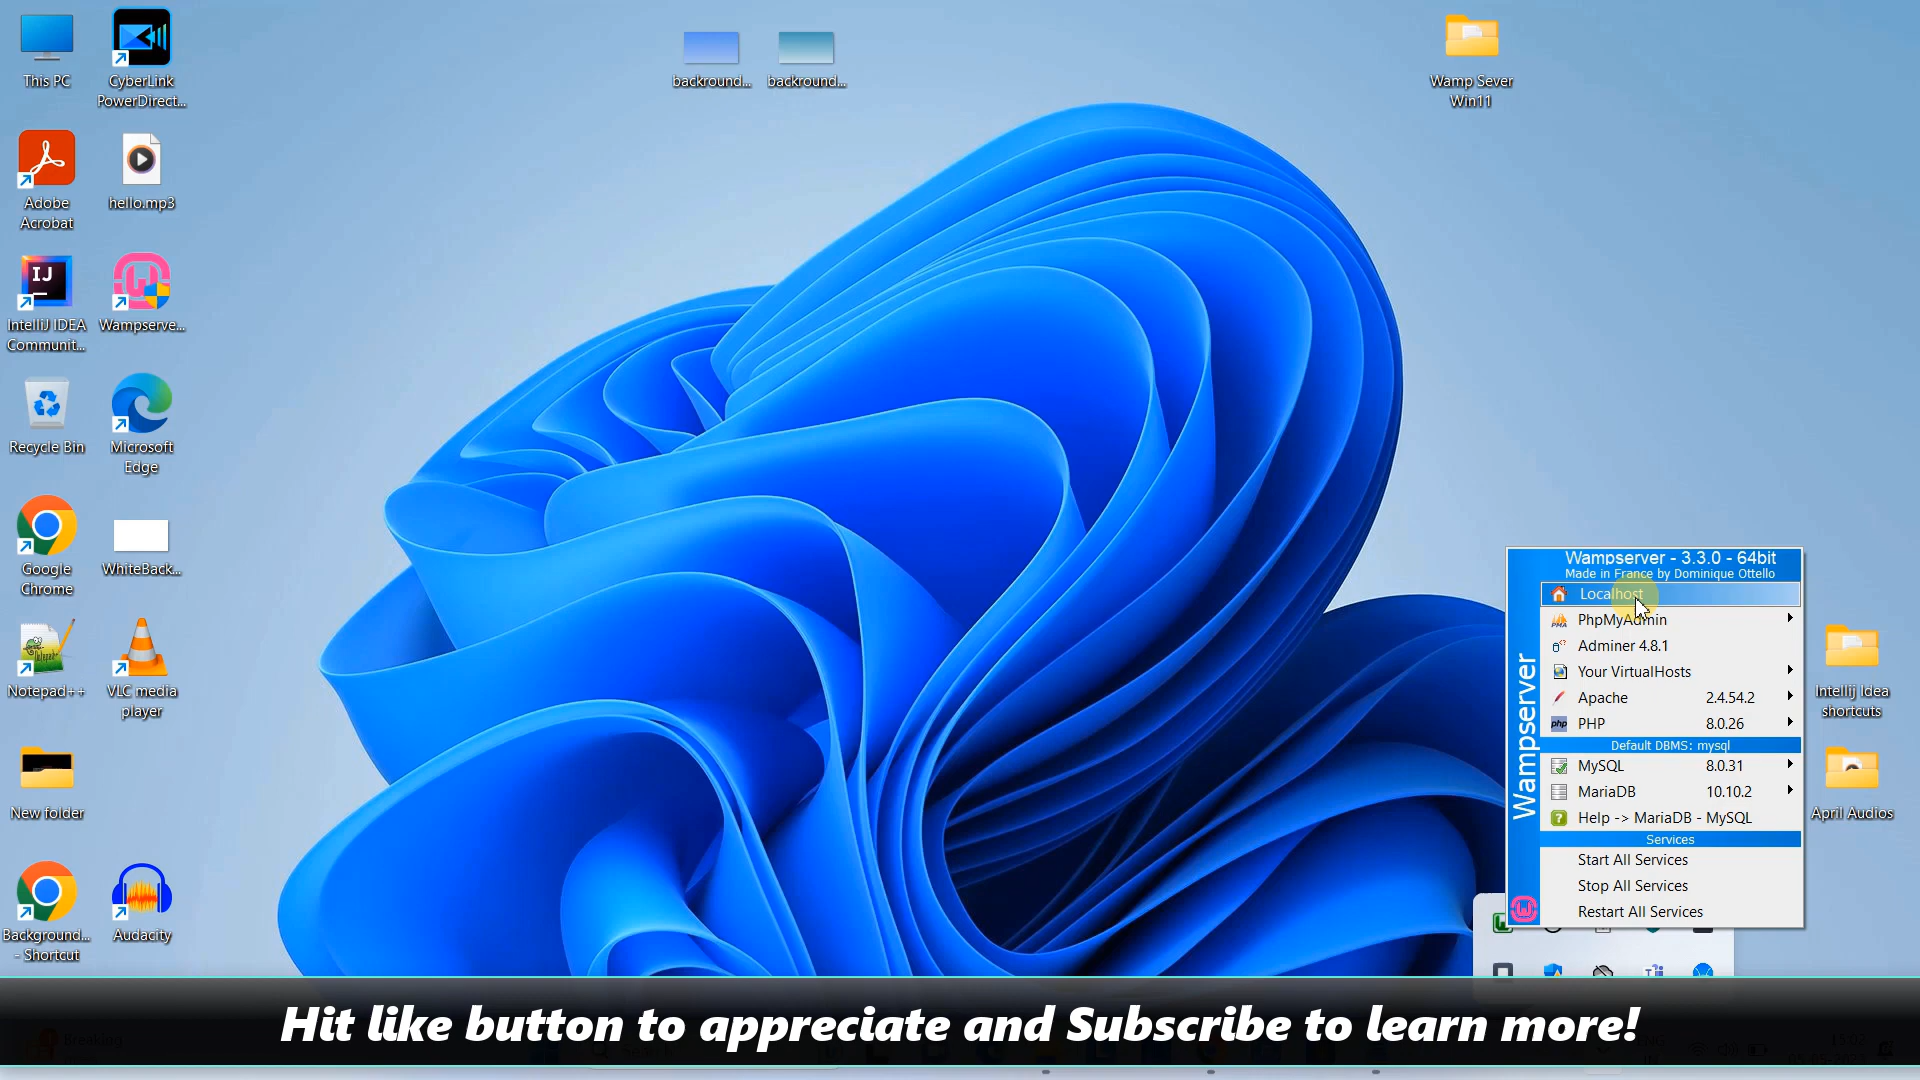 This PC
CyberLink
PowerDirect...
backround...
backround...
Wamp Sever
Win11
Adobe
Acrobat
hello.mp3
IntelliJ IDEA
Communit...
Wampserve...
Recycle Bin
Microsoft
Edge
Google
Chrome
WhiteBack...
Notepad++
VLC media
player
New folder
Background...
- Shortcut
Audacity
Wampserver - 3.3.0 - 64bit
Made in France by Dominique Ottello
Localhost
PhpMyAdmin
Adminer 4.8.1
Your VirtualHosts
Apache 2.4.54.2
php PHP 8.0.26
Default DBMS: mysql
MySQL 8.0.31
MariaDB 10.10.2
Help -> MariaDB - MySQL
Services
Start All Services
Stop All Services
Restart All Services
Wampserver
Intellij Idea
shortcuts
April Audios
Hit like button to appreciate and Subscribe to learn more!
Breaking